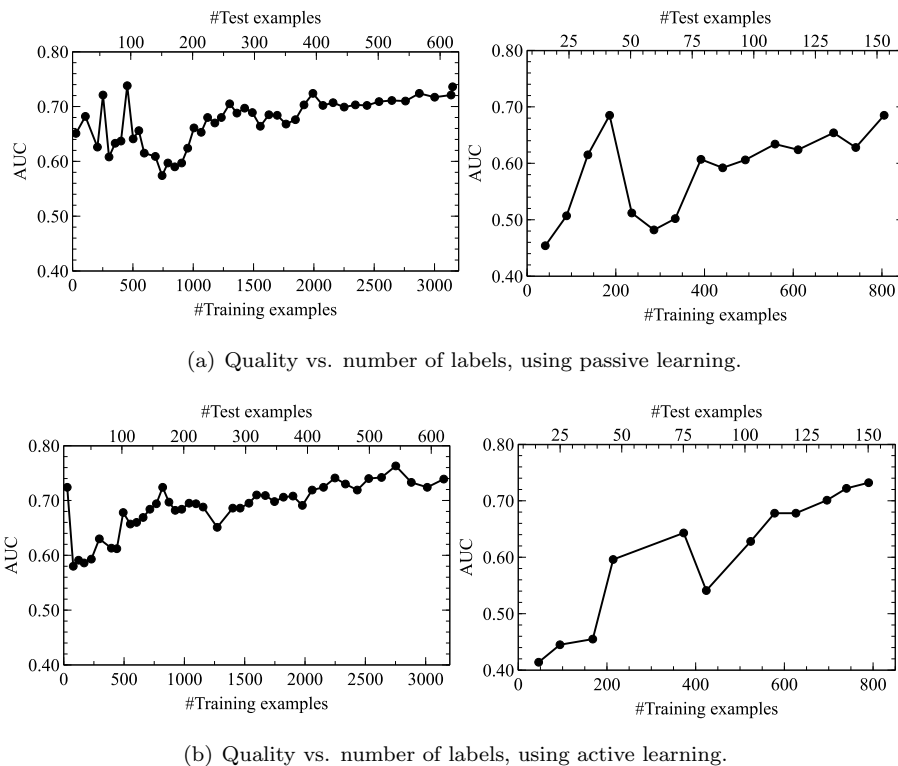 #Test examples
100 200 300 400 500 600
0.80
0.70
0.60
0.50
0.40
AUC
0 500 1000 1500 2000 2500 3000
#Training examples
#Test examples
25 50 75 100 125 150
0.80
0.70
0.60
0.50
0.40
AUC
0 200 400 600 800
#Training examples
(a) Quality vs. number of labels, using passive learning.
#Test examples
100 200 300 400 500 600
0.80
0.70
0.60
0.50
0.40
AUC
0 500 1000 1500 2000 2500 3000
#Training examples
#Test examples
25 50 75 100 125 150
0.80
0.70
0.60
0.50
0.40
AUC
0 200 400 600 800
#Training examples
(b) Quality vs. number of labels, using active learning.